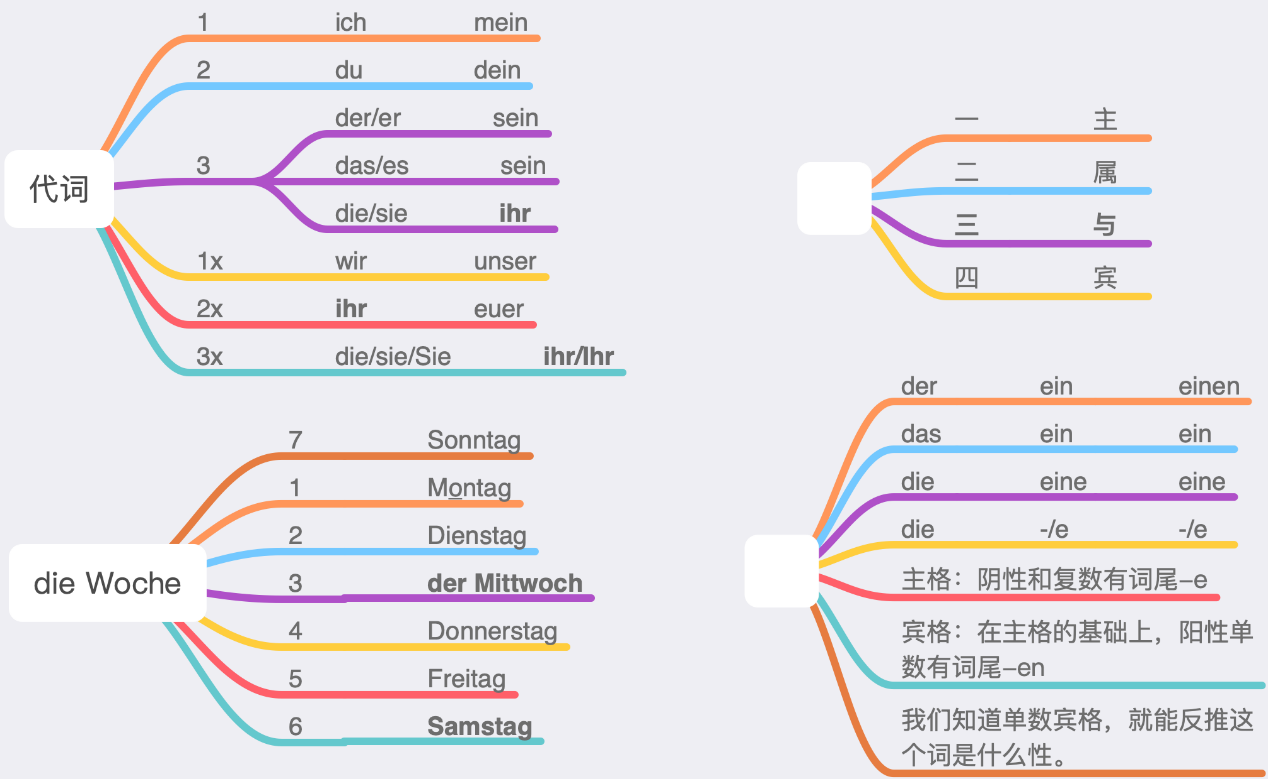 代词
1 ich mein
2 du dein
3
der/er sein
das/es sein
die/sie ihr
1x wir unser
2x ihr euer
3x die/sie/Sie ihr/Ihr
die Woche
7 Sonntag
1 Montag
2 Dienstag
3 der Mittwoch
4 Donnerstag
5 Freitag
6 Samstag
一 主
二 属
三 与
四 宾
der ein einen
das ein ein
die eine eine
die -/e -/e
主格：阴性和复数有词尾-e
宾格：在主格的基础上，阳性单
数有词尾-en
我们知道单数宾格，就能反推这
个词是什么性。